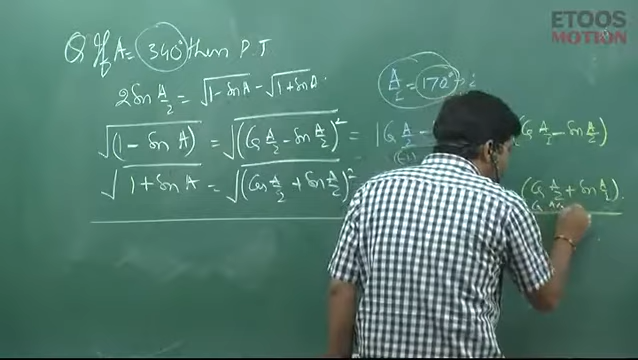 ETOOS
MOTION
Q If A = 340° then P.T
2 Sin A/2 = √(1 - Sin A) - √(1 + Sin A).
A/2 = 170°
√(1 - Sin A) = √(Cos A/2 - Sin A/2)² = |Cos A/2 - (Cos A/2 - Sin A/2)
√(1 + Sin A) = √(Cos A/2 + Sin A/2)² (Cos A/2 + Sin A/2).